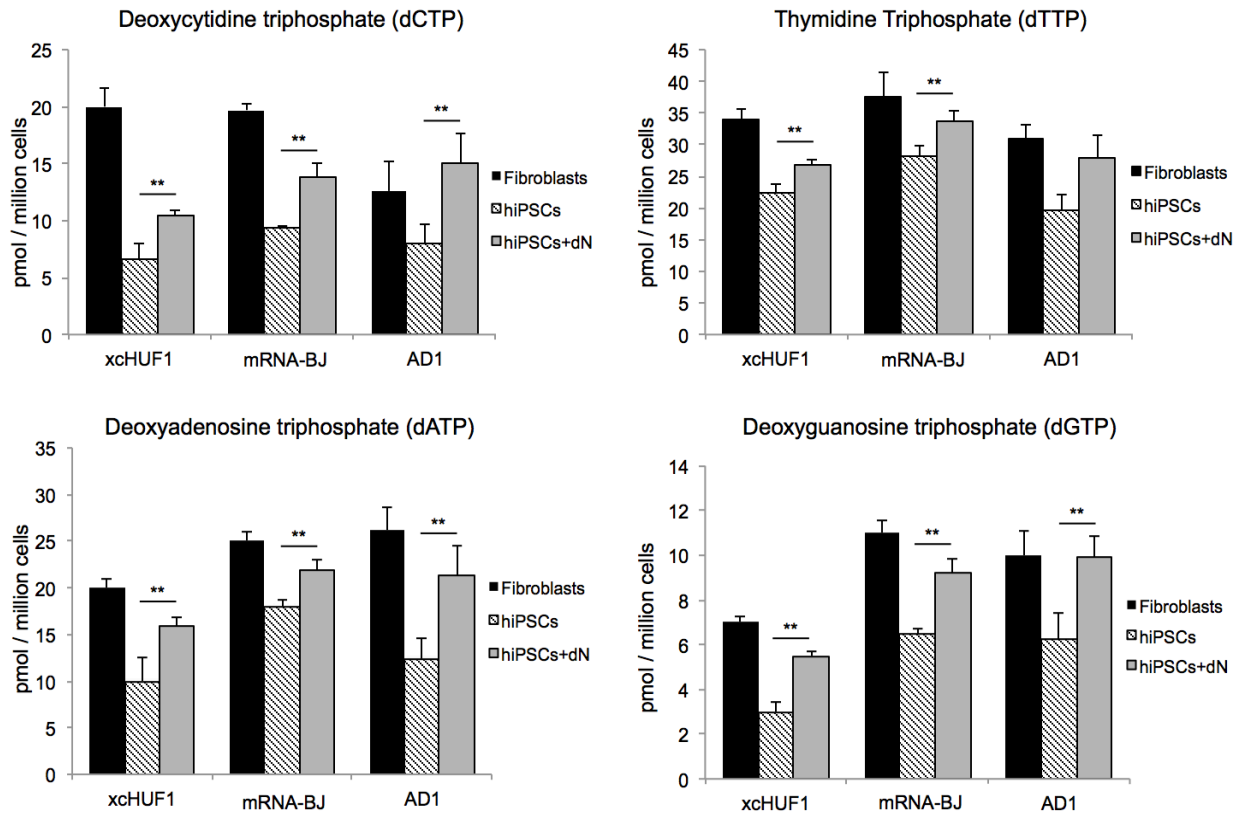 Deoxycytidine triphosphate (dCTP)
pmol / million cells
25
20
15
10
5
0
**
**
**
xcHUF1
mRNA-BJ
AD1
Fibroblasts
hiPSCs
hiPSCs+dN
Thymidine Triphosphate (dTTP)
pmol / million cells
45
40
35
30
25
20
15
10
5
0
**
**
xcHUF1
mRNA-BJ
AD1
Fibroblasts
hiPSCs
hiPSCs+dN
Deoxyadenosine triphosphate (dATP)
pmol / million cells
35
30
25
20
15
10
5
0
**
**
**
xcHUF1
mRNA-BJ
AD1
Fibroblasts
hiPSCs
hiPSCs+dN
Deoxyguanosine triphosphate (dGTP)
pmol / million cells
14
12
10
8
6
4
2
0
**
**
**
xcHUF1
mRNA-BJ
AD1
Fibroblasts
hiPSCs
hiPSCs+dN